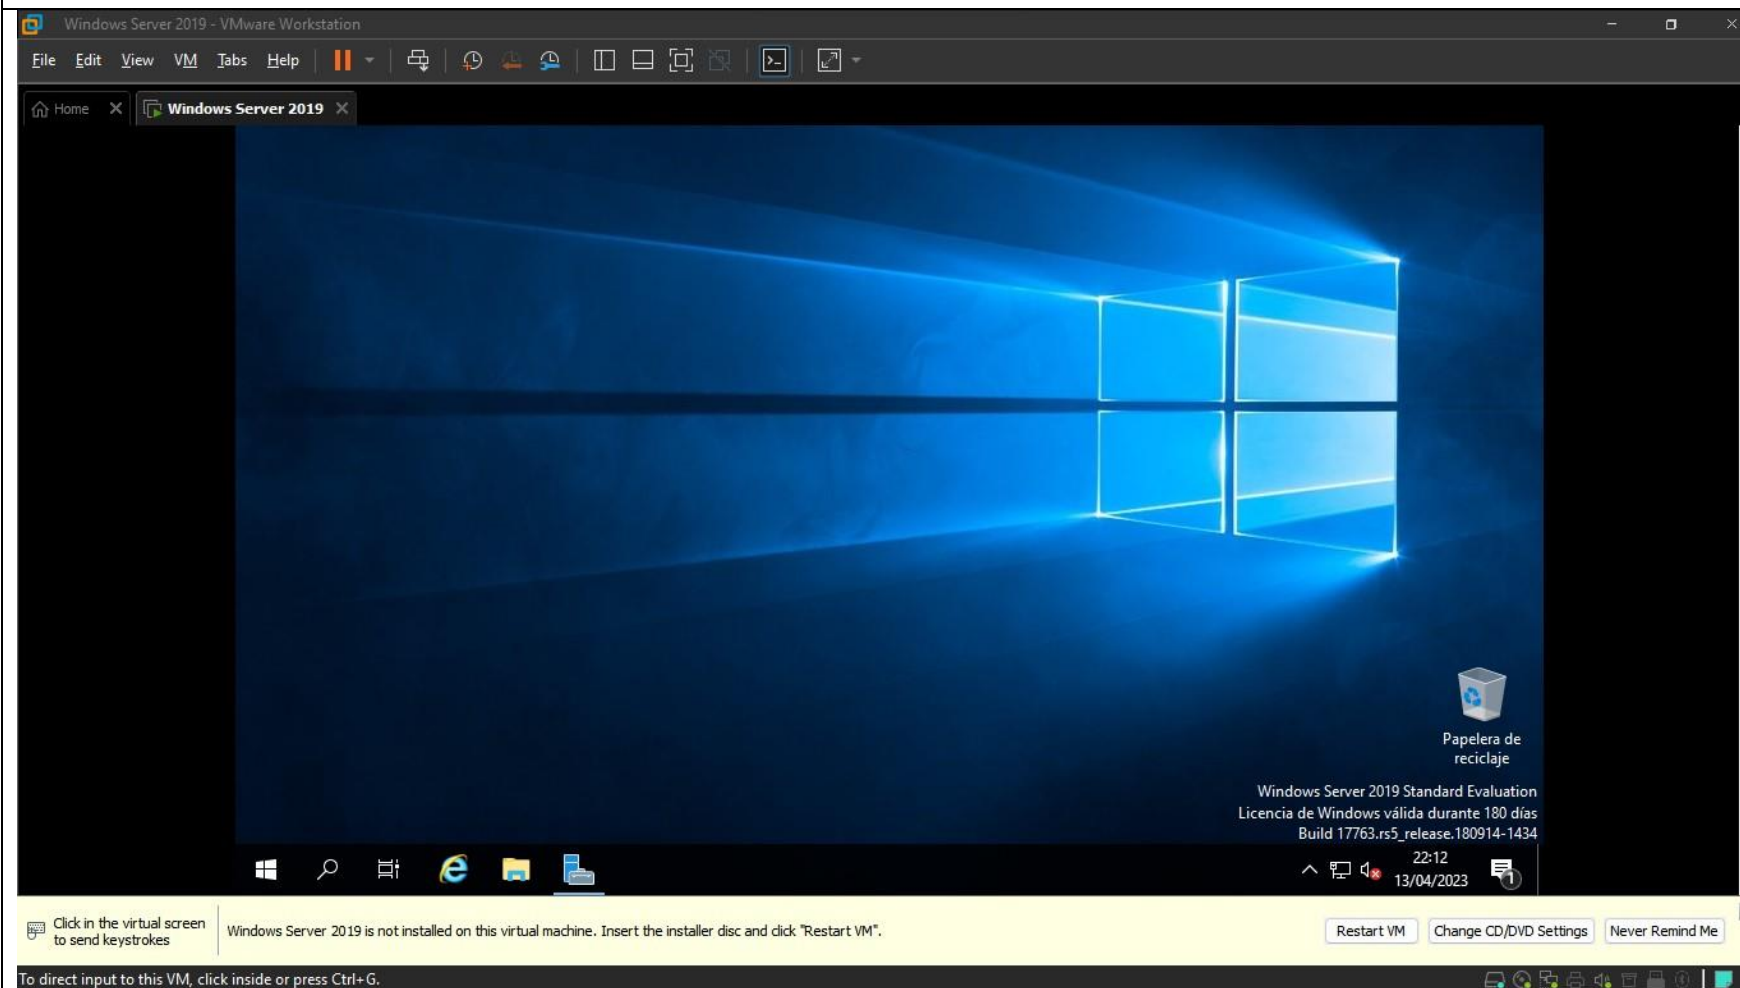 Windows Server 2019 - VMware Workstation
File Edit View VM Tabs Help
Home Windows Server 2019
Papelera de
reciclaje
Windows Server 2019 Standard Evaluation
Licencia de Windows válida durante 180 días
Build 17763.rs5_release.180914-1434
22:12
13/04/2023
1
Click in the virtual screen
to send keystrokes
Windows Server 2019 is not installed on this virtual machine. Insert the installer disc and click "Restart VM".
Restart VM Change CD/DVD Settings Never Remind Me
To direct input to this VM, click inside or press Ctrl+G.